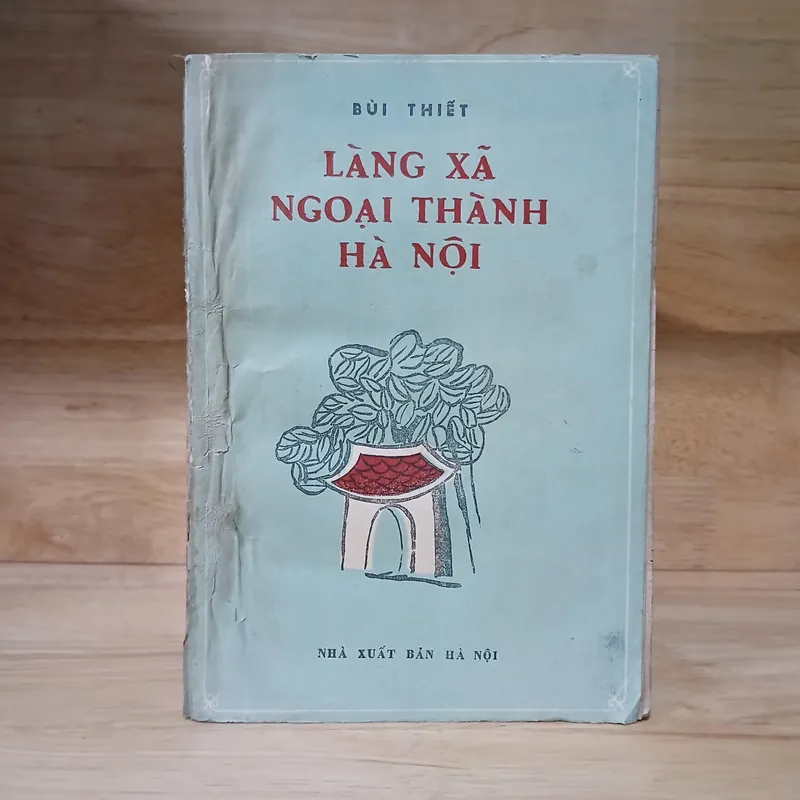 BÙI THIẾT
LÀNG XÃ
NGOẠI THÀNH
HÀ NỘI
NHÀ XUẤT BẢN HÀ NỘI